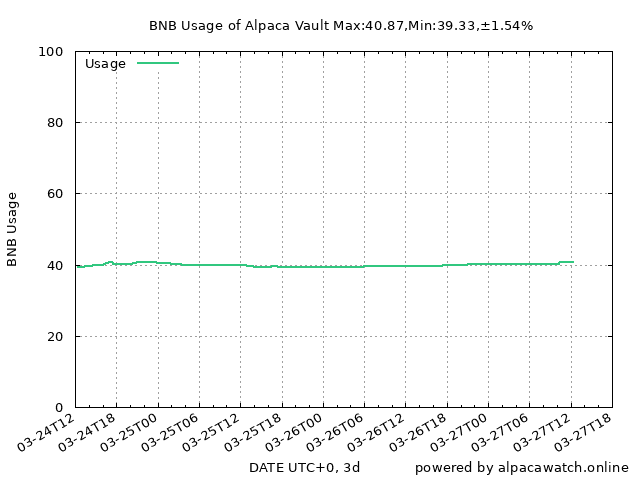 BNB Usage of Alpaca Vault Max:40.87,Min:39.33,±1.54%
Usage
100
80
60
40
20
0
BNB Usage
03-24T12
03-24T18
03-25T00
03-25T06
03-25T12
03-25T18
03-26T00
03-26T06
03-26T12
03-26T18
03-27T00
03-27T06
03-27T12
03-27T18
DATE UTC+0, 3d
powered by alpacawatch.online